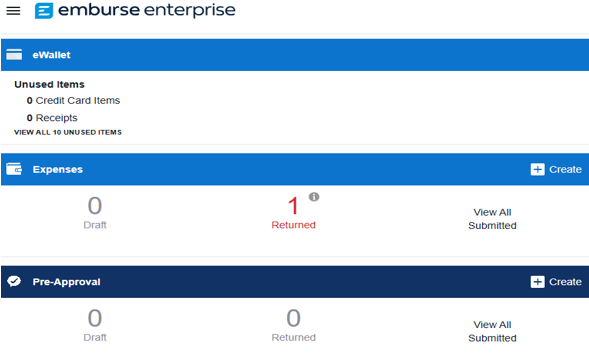 emburse enterprise
eWallet
Unused Items
0 Credit Card Items
0 Receipts
VIEW ALL 10 UNUSED ITEMS
Expenses + Create
0 1 i View All
Draft Returned Submitted
Pre-Approval + Create
0 0 View All
Draft Returned Submitted